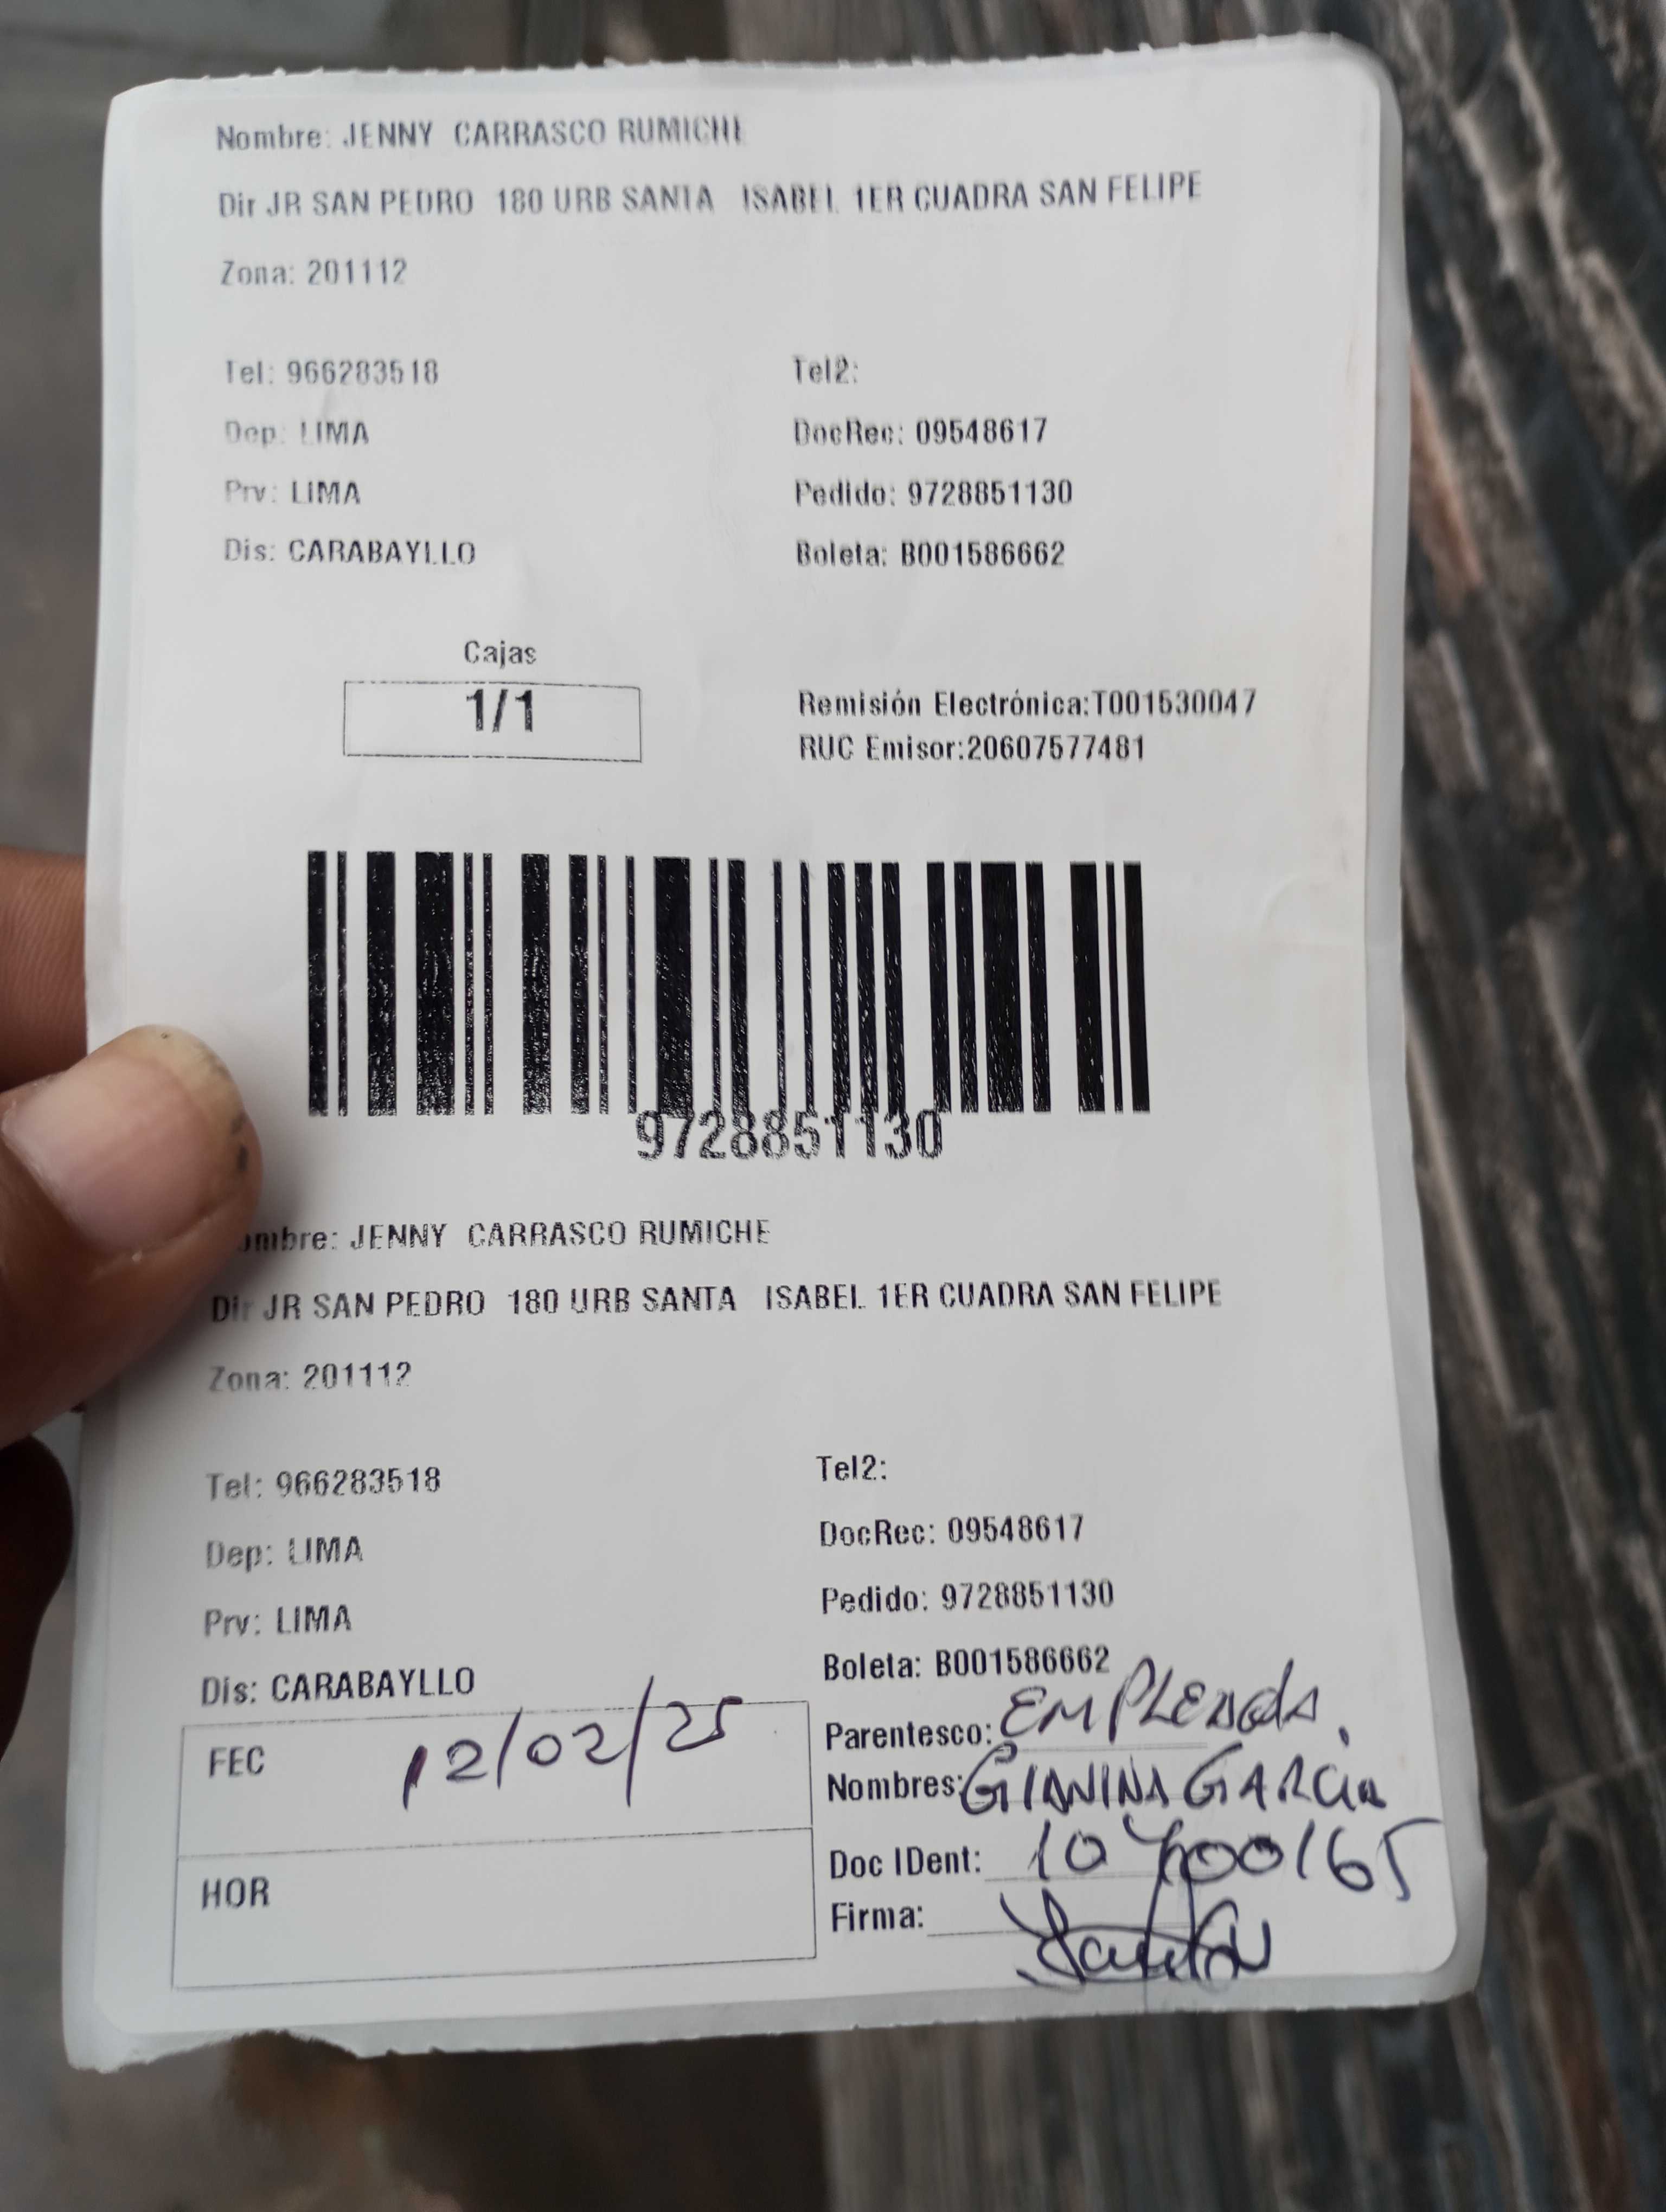 Nombre: JENNY CARRASCO RUMICHE
Dir JR SAN PEDRO 180 URB SANTA ISABEL 1ER CUADRA SAN FELIPE
Zona: 201112
Tel: 966283518 Tel2:
Dep: LIMA DocRec: 09548617
Prv: LIMA Pedido: 9728851130
Dis: CARABAYLLO Boleta: B001586662
Cajas
1/1
Remisión Electrónica:T001530047
RUC Emisor:20607577481
9728851130
ombre: JENNY CARRASCO RUMICHE
Dir JR SAN PEDRO 180 URB SANTA ISABEL 1ER CUADRA SAN FELIPE
Zona: 201112
Tel: 966283518 Tel2:
Dep: LIMA DocRec: 09548617
Prv: LIMA Pedido: 9728851130
Dis: CARABAYLLO Boleta: B001586662
FEC 12/02/25
HOR
Parentesco: EMPLEADA
Nombres: GIANINA GARCIA
Doc IDent:
Firma: